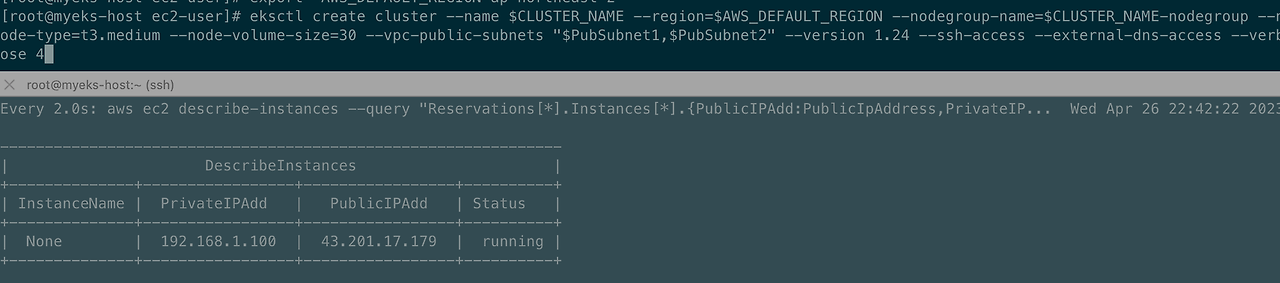 [root@myeks-host ec2-user]# export AWS_DEFAULT_REGION=ap-northeast-2
[root@myeks-host ec2-user]# eksctl create cluster --name $CLUSTER_NAME --region=$AWS_DEFAULT_REGION --nodegroup-name=$CLUSTER_NAME-nodegroup --n
ode-type=t3.medium --node-volume-size=30 --vpc-public-subnets "$PubSubnet1,$PubSubnet2" --version 1.24 --ssh-access --external-dns-access --verb
ose 4
root@myeks-host:~ (ssh)
Every 2.0s: aws ec2 describe-instances --query "Reservations[*].Instances[*].{PublicIPAdd:PublicIpAddress,PrivateIP... Wed Apr 26 22:42:22 2023
---------------------------------------------------------------
| DescribeInstances |
+--------------+-----------------+-----------------+----------+
| InstanceName | PrivateIPAdd | PublicIPAdd | Status |
+--------------+-----------------+-----------------+----------+
| None | 192.168.1.100 | 43.201.17.179 | running |
+--------------+-----------------+-----------------+----------+